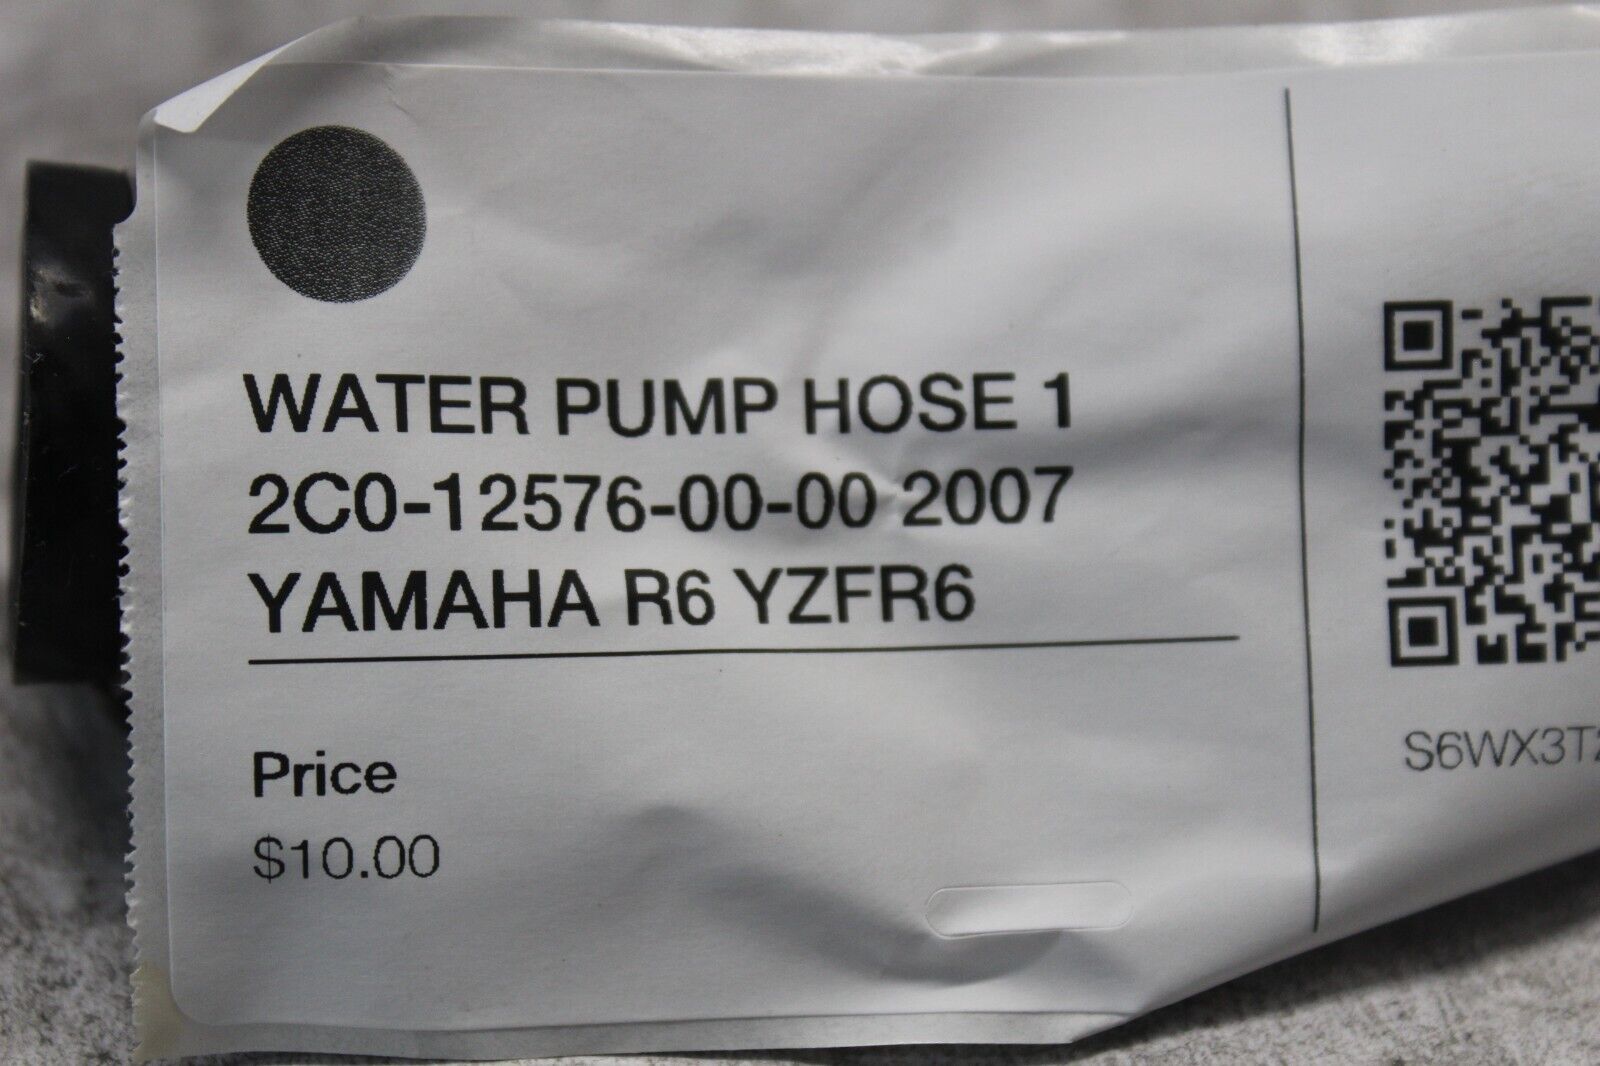 WATER PUMP HOSE 1
2C0-12576-00-00 2007
YAMAHA R6 YZFR6
Price
$10.00